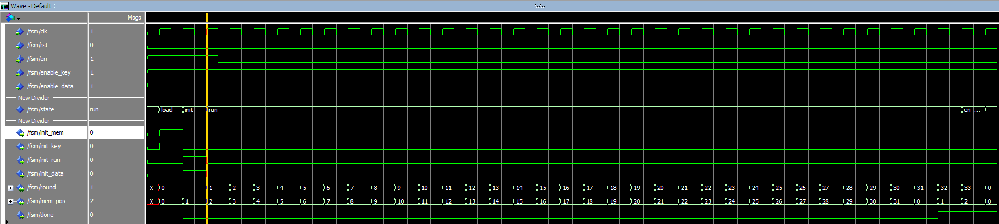 Wave - Default
Msgs
/fsm/clk 1
/fsm/rst 0
/fsm/en 1
/fsm/enable_key 1
/fsm/enable_data 1
New Divider
/fsm/state run load init run en ...
New Divider
/fsm/init_mem 0
/fsm/init_key 0
/fsm/init_run 0
/fsm/init_data 0
/fsm/round 1 X 0 1 2 3 4 5 6 7 8 9 10 11 12 13 14 15 16 17 18 19 20 21 22 23 24 25 26 27 28 29 30 31 32 33 0
/fsm/mem_pos 2 X 0 1 2 3 4 5 6 7 8 9 10 11 12 13 14 15 16 17 18 19 20 21 22 23 24 25 26 27 28 29 30 31 0 1 2 0
/fsm/done 0